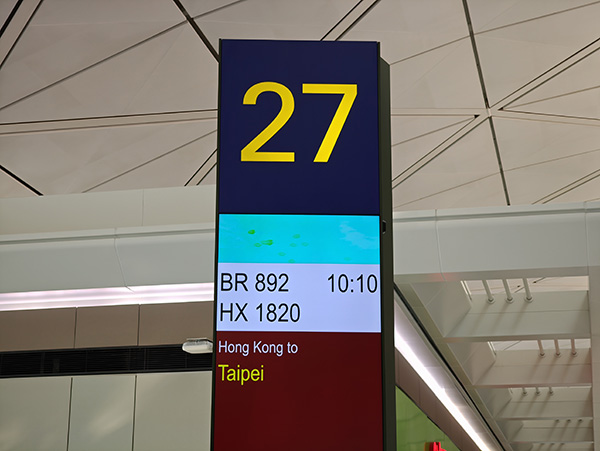 27
BR 892 10:10
HX 1820
Hong Kong to
Taipei